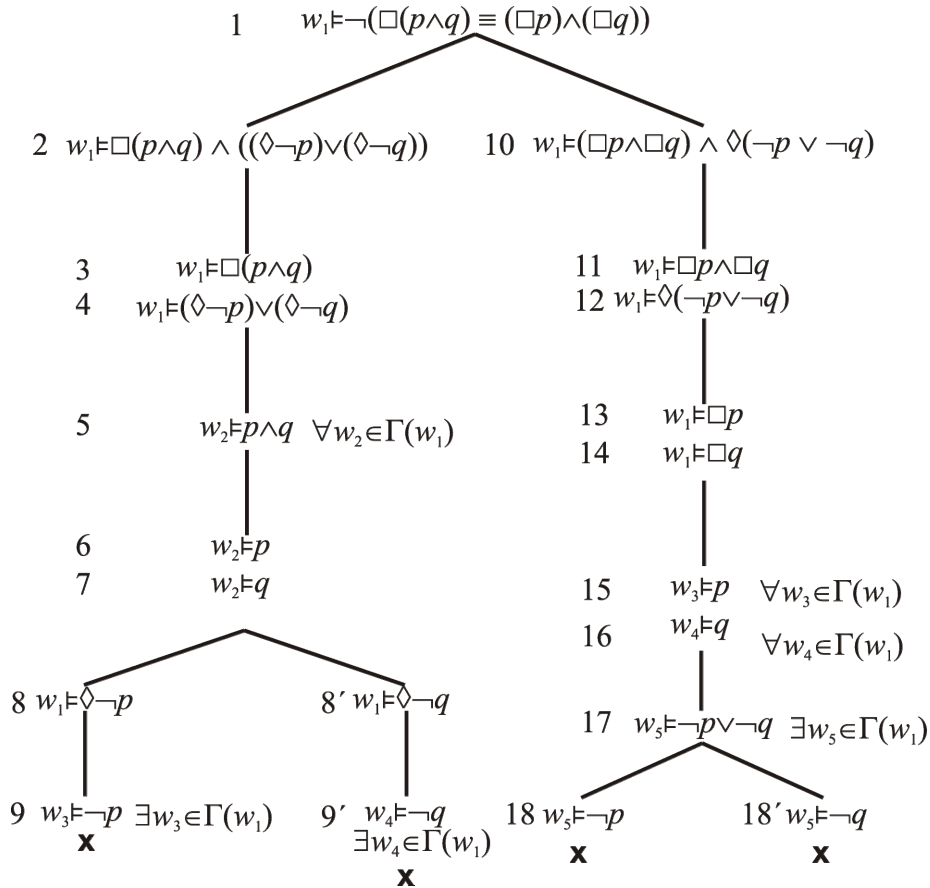 1 w₁⊨¬(□(p∧q) ≡ (□p)∧(□q))
2 w₁⊨□(p∧q) ∧ ((◊¬p)∨(◊¬q))
10 w₁⊨(□p∧□q) ∧ ◊(¬p ∨ ¬q)
3 w₁⊨□(p∧q)
4 w₁⊨(◊¬p)∨(◊¬q)
11 w₁⊨□p∧□q
12 w₁⊨◊(¬p∨¬q)
5 w₂⊨p∧q ∀w₂∈Γ(w₁)
13 w₁⊨□p
14 w₁⊨□q
6 w₂⊨p
7 w₂⊨q
15 w₃⊨p ∀w₃∈Γ(w₁)
16 w₄⊨q ∀w₄∈Γ(w₁)
8 w₁⊨◊¬p
8′ w₁⊨◊¬q
17 w₅⊨¬p∨¬q ∃w₅∈Γ(w₁)
9 w₃⊨¬p ∃w₃∈Γ(w₁)
x
9′ w₄⊨¬q
∃w₄∈Γ(w₁)
x
18 w₅⊨¬p
x
18′ w₅⊨¬q
x